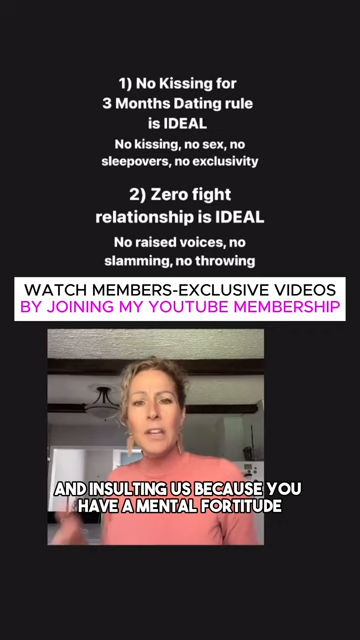 1) No Kissing for
3 Months Dating rule
is IDEAL
No kissing, no sex, no
sleepovers, no exclusivity
2) Zero fight
relationship is IDEAL
No raised voices, no
slamming, no throwing
WATCH MEMBERS-EXCLUSIVE VIDEOS
BY JOINING MY YOUTUBE MEMBERSHIP
AND INSULTING US BECAUSE YOU
HAVE A MENTAL FORTITUDE